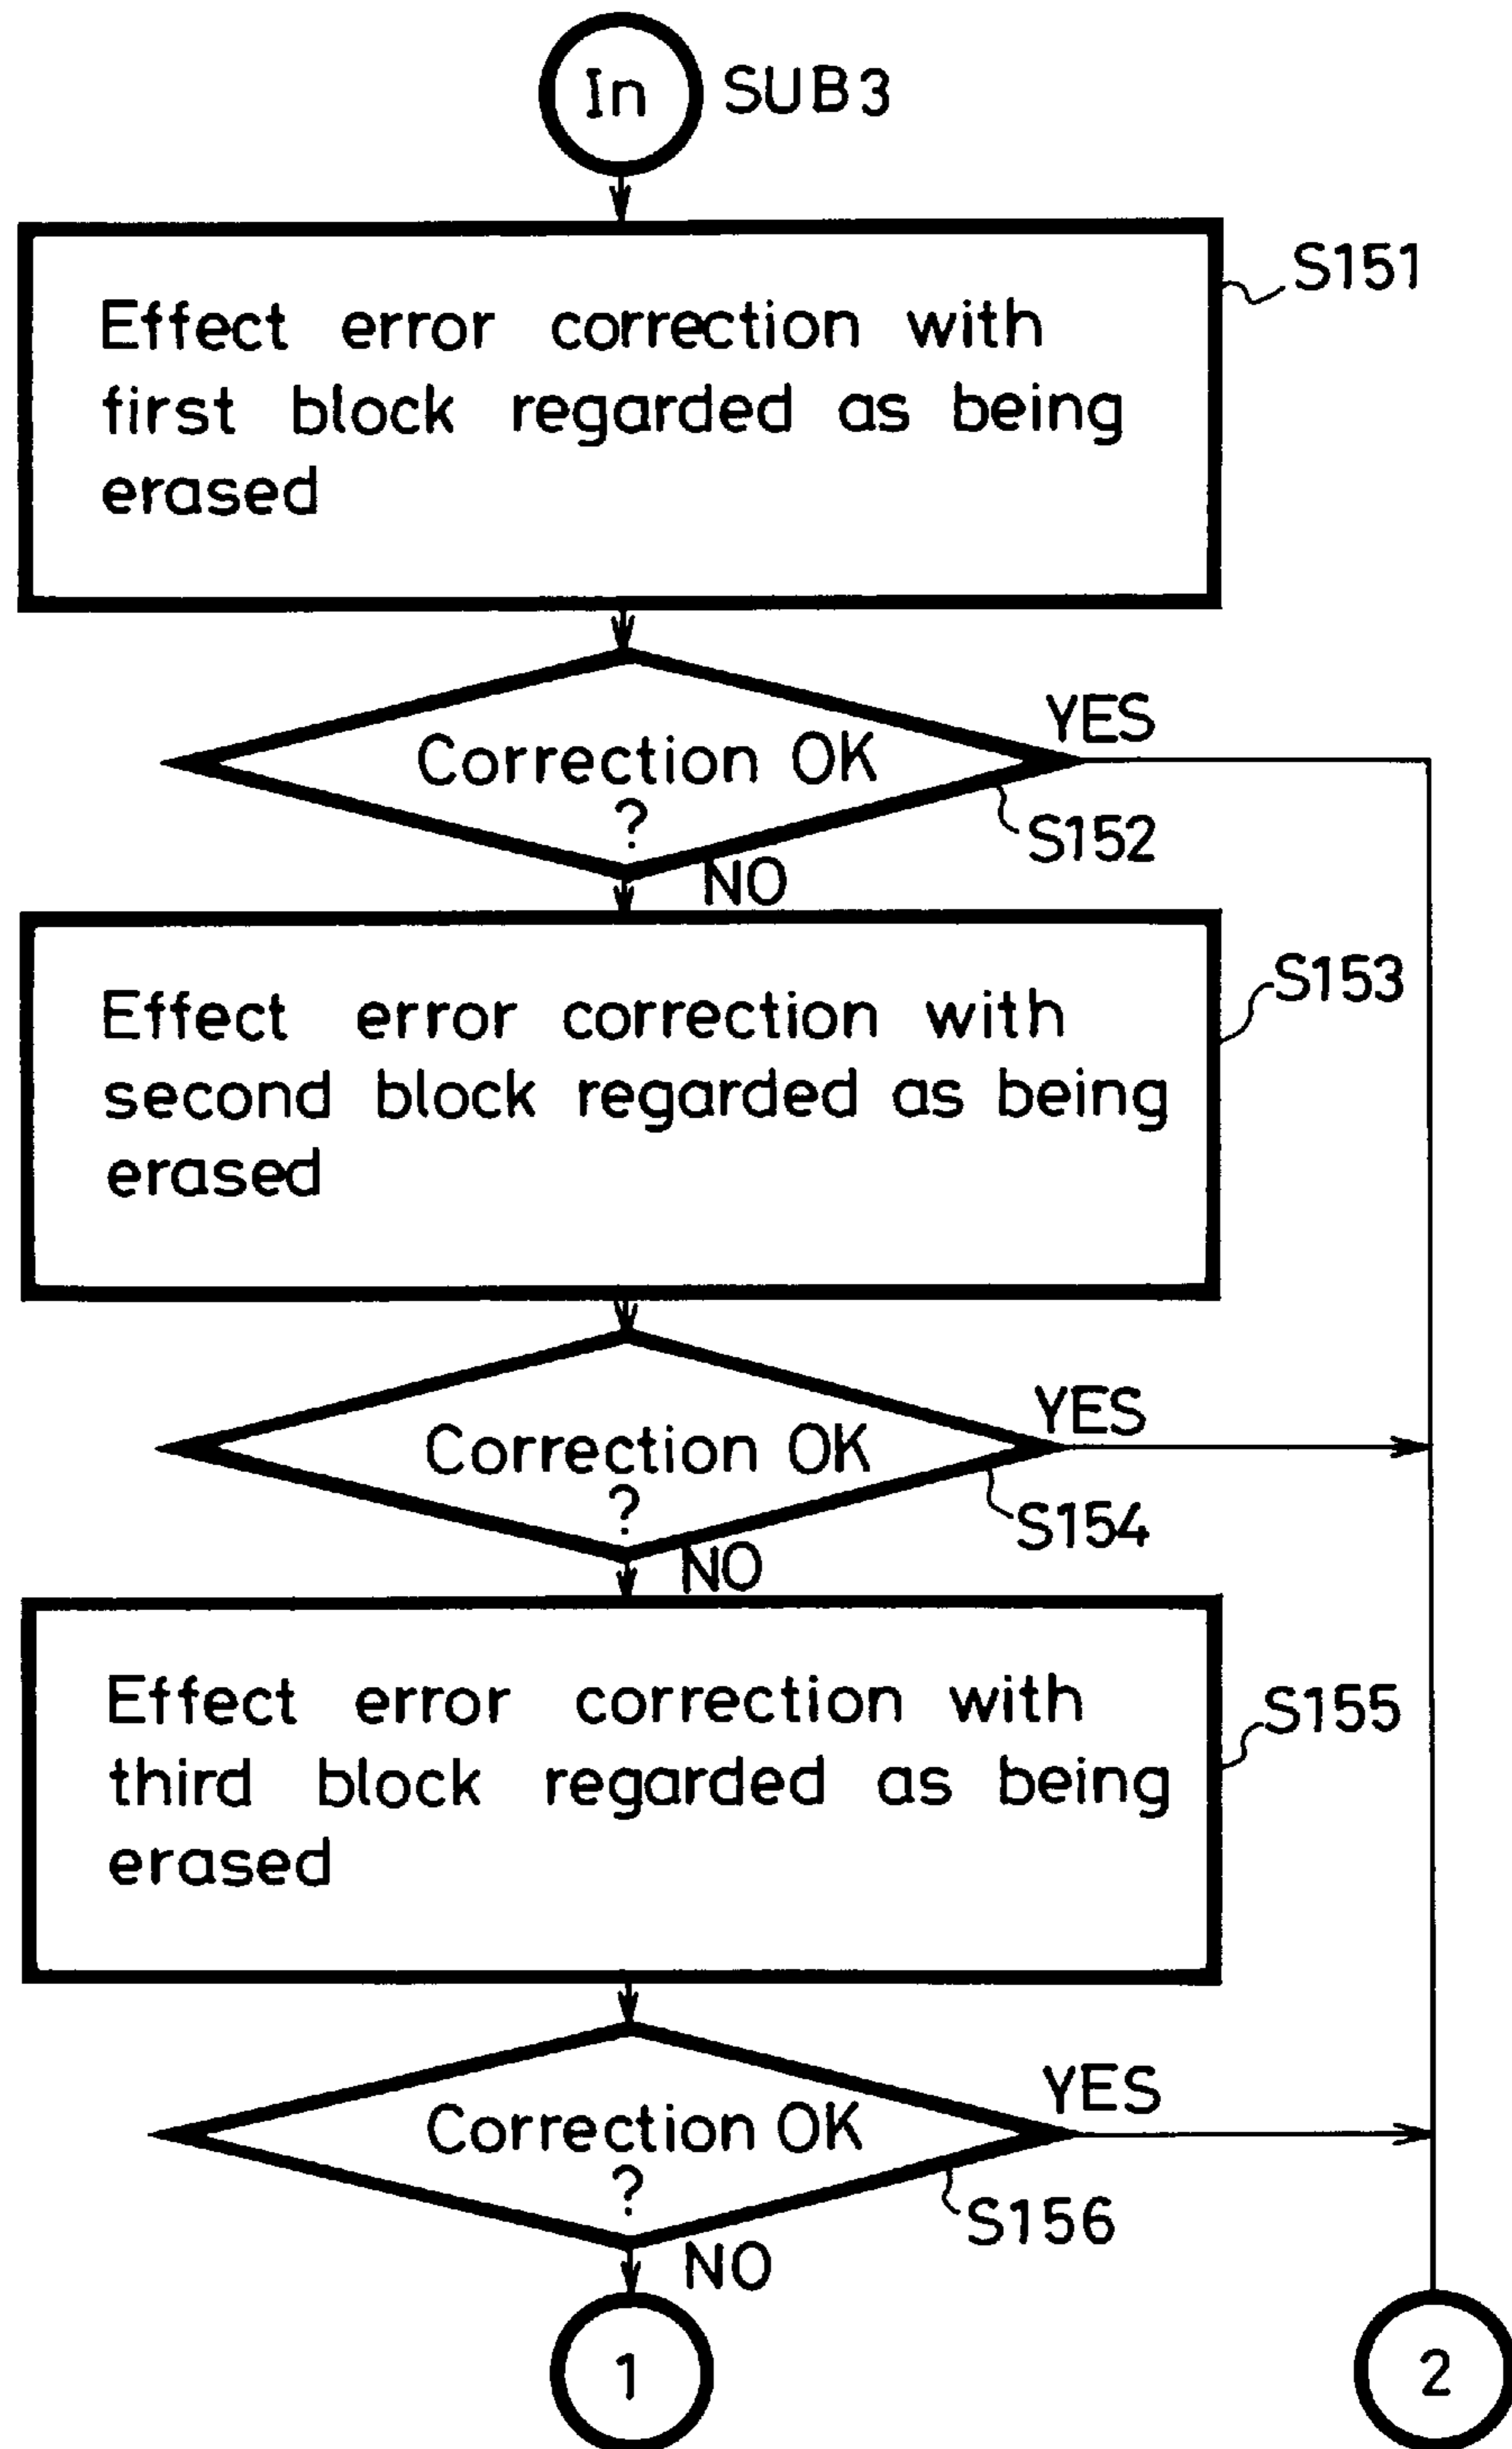 In SUB3
S151
Effect error correction with
first block regarded as being
erased
YES
Correction OK
?
S152
NO
S153
Effect error correction with
second block regarded as being
erased
YES
Correction OK
?
S154
NO
S155
Effect error correction with
third block regarded as being
erased
YES
Correction OK
?
S156
NO
1
2